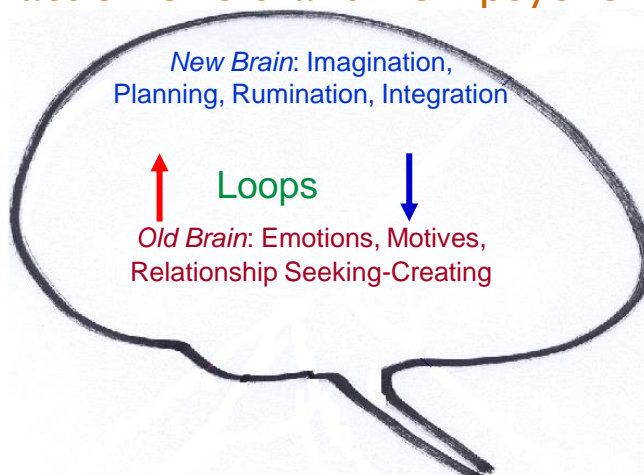 New Brain: Imagination,
Planning, Rumination, Integration
Loops
Old Brain: Emotions, Motives,
Relationship Seeking-Creating